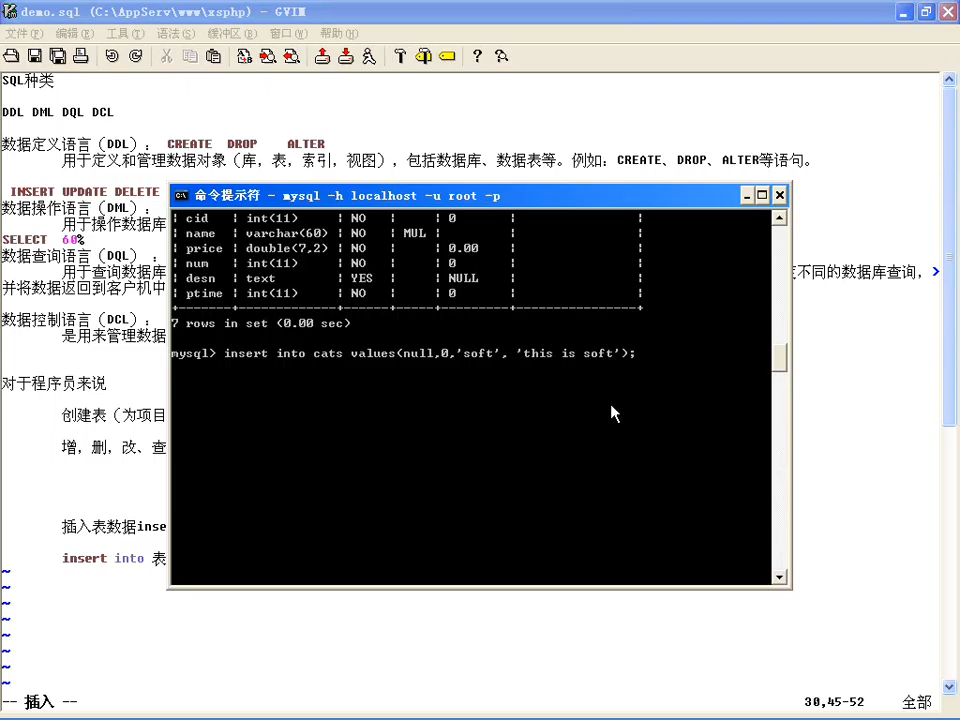 demo.sql (C:\AppServ\www\xsphp) - GVIM
文件(F) 编辑(E) 工具(T) 语法(S) 缓冲区(B) 窗口(W) 帮助(H)
SQL种类
DDL DML DQL DCL
数据定义语言（DDL）： CREATE DROP ALTER
用于定义和管理数据对象（库，表，索引，视图），包括数据库、数据表等。例如：CREATE、DROP、ALTER等语句。
INSERT UPDATE DELETE
数据操作语言（DML）：
用于操作数据库
SELECT 60%
数据查询语言（DQL）：
用于查询数据库 不同的数据库查询，
并将数据返回到客户机中
数据控制语言（DCL）：
是用来管理数据
对于程序员来说
创建表（为项目
增，删，改、查
插入表数据inse
insert into 表
命令提示符 - mysql -h localhost -u root -p
| cid | int(11) | NO | | 0 | |
| name | varchar(60) | NO | MUL | | |
| price | double(7,2) | NO | | 0.00 | |
| num | int(11) | NO | | 0 | |
| desn | text | YES | | NULL | |
| ptime | int(11) | NO | | 0 | |
+-------+-------------+------+-----+---------+----------------+
7 rows in set (0.00 sec)
mysql> insert into cats values(null,0,'soft', 'this is soft');
-- 插入 -- 30,45-52 全部